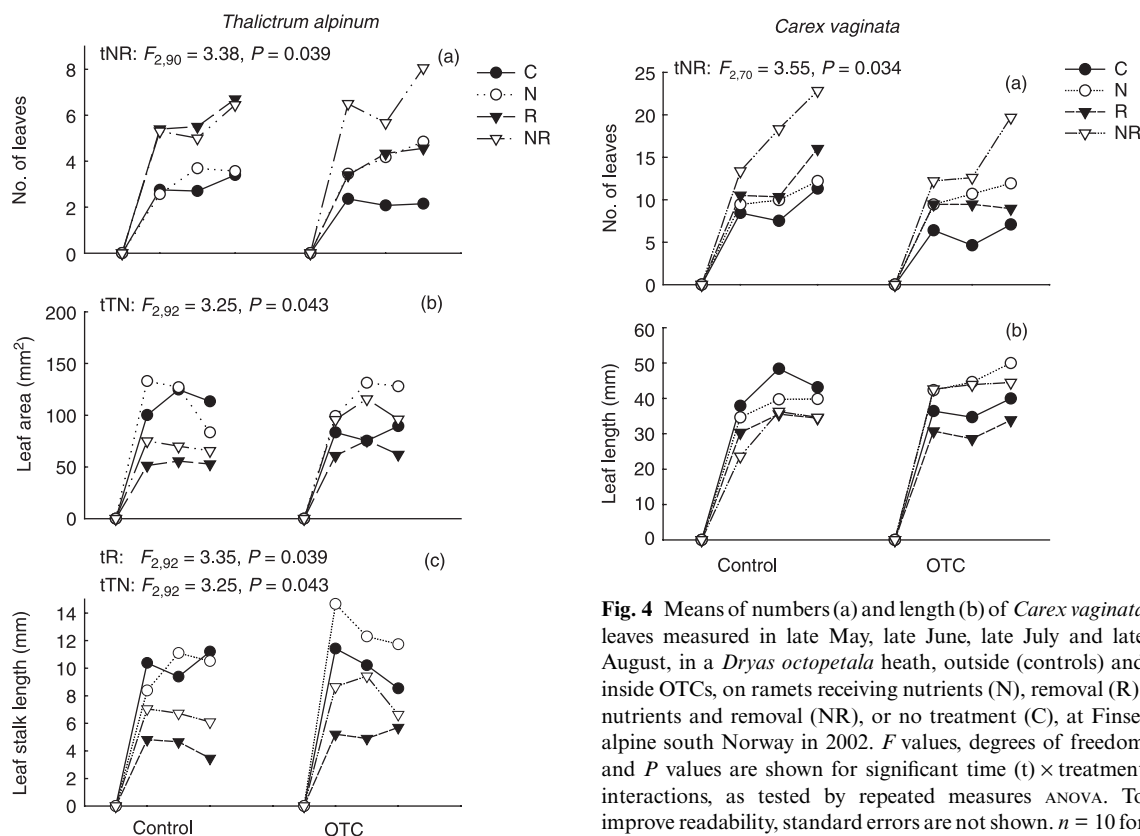 Thalictrum alpinum
tNR: F2,90 = 3.38, P = 0.039
(a)
C
N
R
NR
No. of leaves
8
6
4
2
0
tTN: F2,92 = 3.25, P = 0.043
(b)
Leaf area (mm2)
200
150
100
50
0
tR: F2,92 = 3.35, P = 0.039
(c)
tTN: F2,92 = 3.25, P = 0.043
Leaf stalk length (mm)
14
12
10
8
6
4
2
0
Control OTC
Carex vaginata
tNR: F2,70 = 3.55, P = 0.034
(a)
C
N
R
NR
No. of leaves
25
20
15
10
5
0
(b)
Leaf length (mm)
60
50
40
30
20
10
0
Control OTC
Fig. 4 Means of numbers (a) and length (b) of Carex vaginata
leaves measured in late May, late June, late July and late
August, in a Dryas octopetala heath, outside (controls) and
inside OTCs, on ramets receiving nutrients (N), removal (R)
nutrients and removal (NR), or no treatment (C), at Finse
alpine south Norway in 2002. F values, degrees of freedom
and P values are shown for significant time (t) × treatment
interactions, as tested by repeated measures ANOVA. To
improve readability, standard errors are not shown. n = 10 for